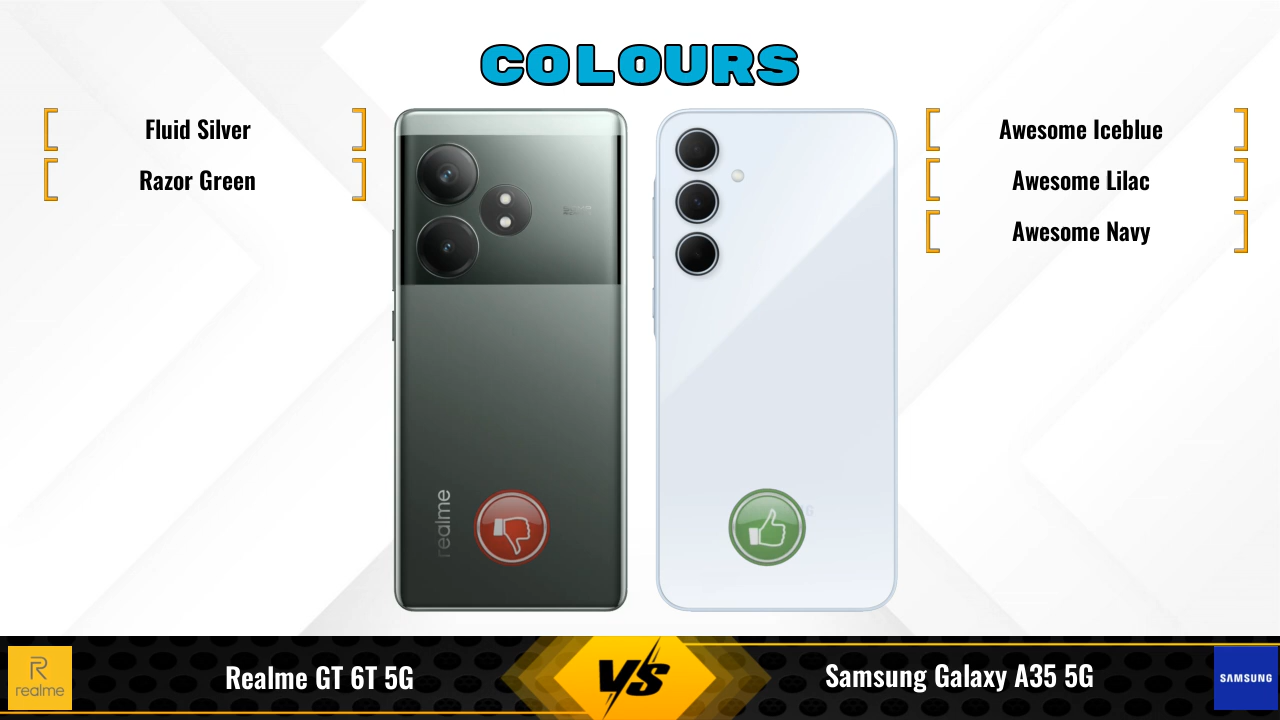 COLOURS
Fluid Silver
Razor Green
Awesome Iceblue
Awesome Lilac
Awesome Navy
realme
realme
Realme GT 6T 5G
VS
Samsung Galaxy A35 5G
SAMSUNG